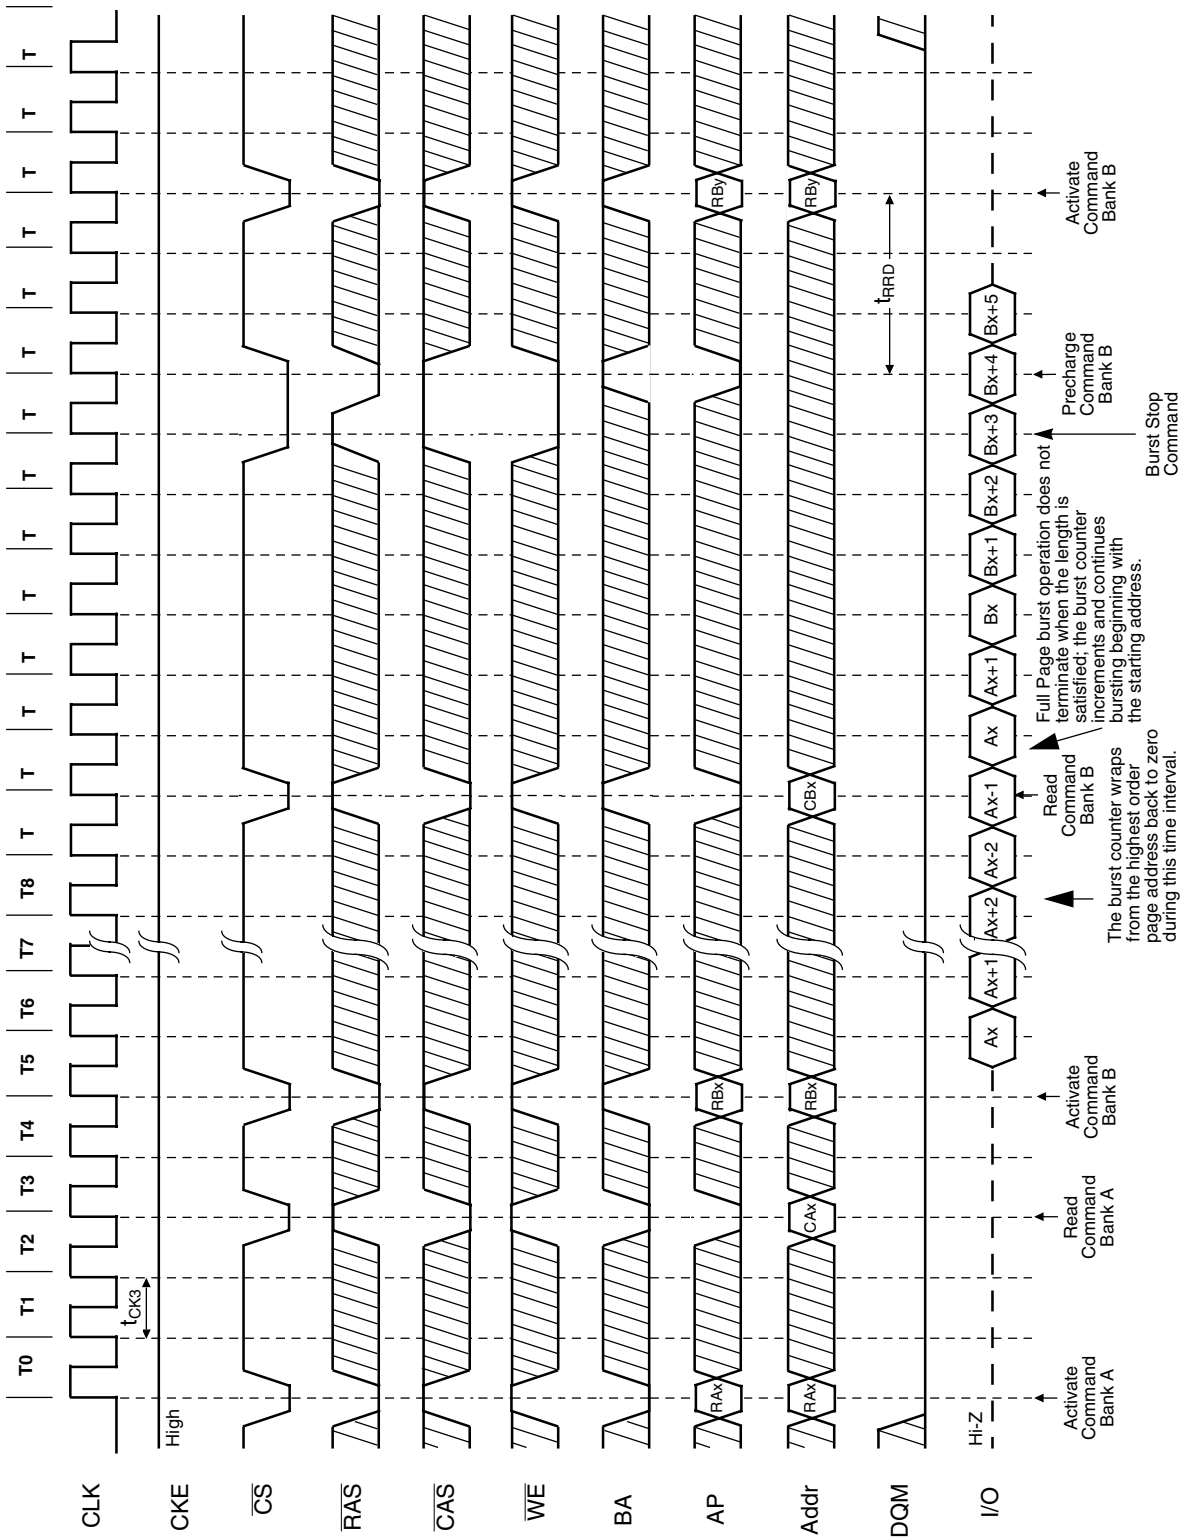 T0 T1 T2 T3 T4 T5 T6 T7 T8 T T T T T T T T T T T T T T
CLK
tCK3
CKE
High
CS
RAS
CAS
WE
BA
AP
RAx RBx RBy
Addr
RAx CAx RBx CBx RBy
tRRD
DQM
I/O
Hi-Z
Ax Ax+1 Ax+2 Ax-2 Ax-1 Ax Ax+1 Bx Bx+1 Bx+2 Bx+3 Bx+4 Bx+5
Activate
Command
Bank A
Read
Command
Bank A
Activate
Command
Bank B
The burst counter wraps
from the highest order
page address back to zero
during this time interval.
Read
Command
Bank B
Full Page burst operation does not
terminate when the length is
satisfied; the burst counter
increments and continues
bursting beginning with
the starting address.
Burst Stop
Command
Precharge
Command
Bank B
Activate
Command
Bank B